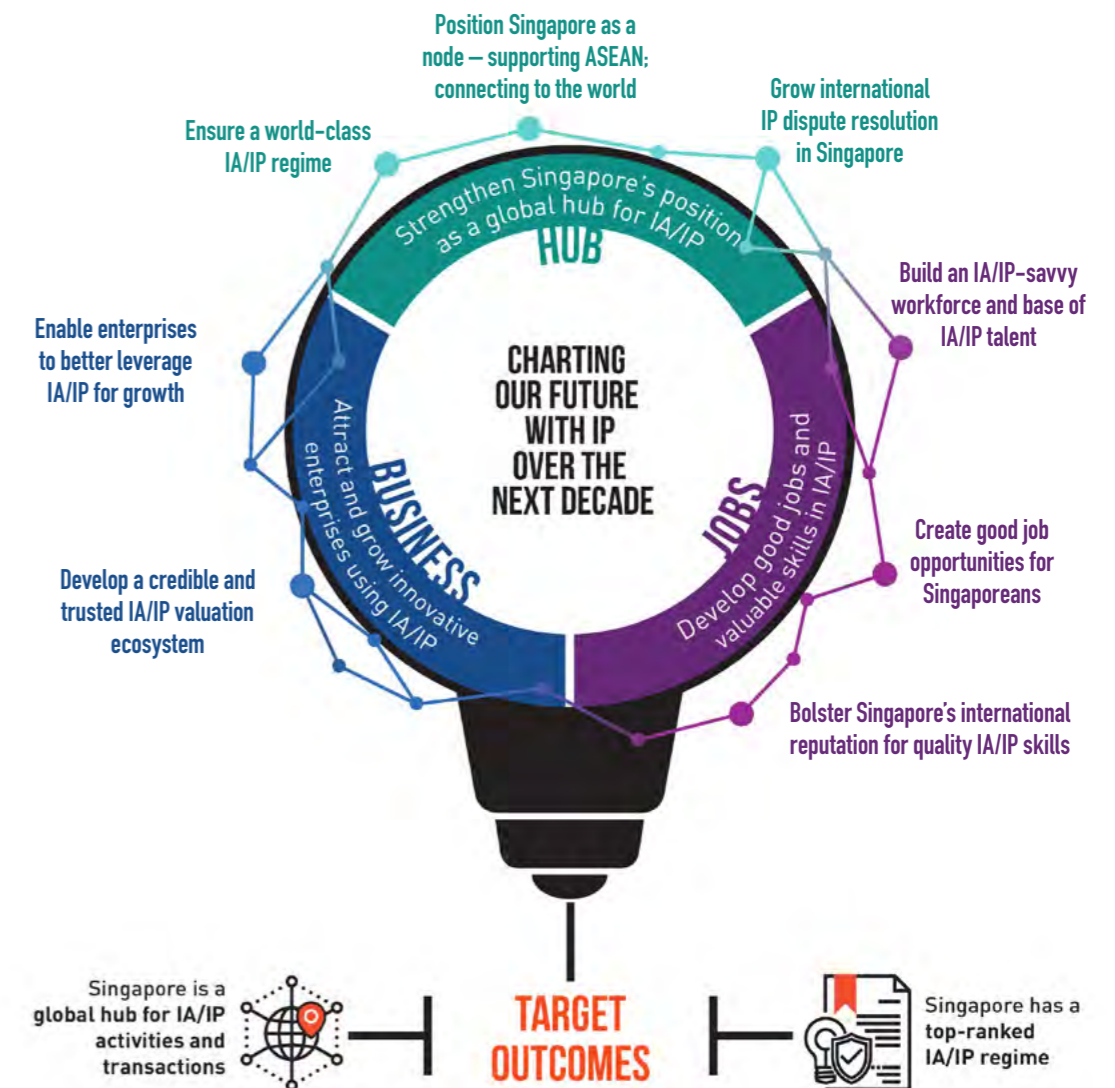 Position Singapore as a
node – supporting ASEAN;
connecting to the world
Grow international
IP dispute resolution
in Singapore
Ensure a world-class
IA/IP regime
Strengthen Singapore's position
as a global hub for IA/IP
HUB
Build an IA/IP-savvy
workforce and base of
IA/IP talent
Enable enterprises
to better leverage
IA/IP for growth
CHARTING
OUR FUTURE
WITH IP
OVER THE
NEXT DECADE
Attract and grow innovative
enterprises using IA/IP
BUSINESS
JOBS
Develop good jobs and
valuable skills in IA/IP
Create good job
opportunities for
Singaporeans
Develop a credible and
trusted IA/IP valuation
ecosystem
Bolster Singapore's international
reputation for quality IA/IP skills
Singapore is a
global hub for IA/IP
activities and
transactions
TARGET
OUTCOMES
Singapore has a
top-ranked
IA/IP regime